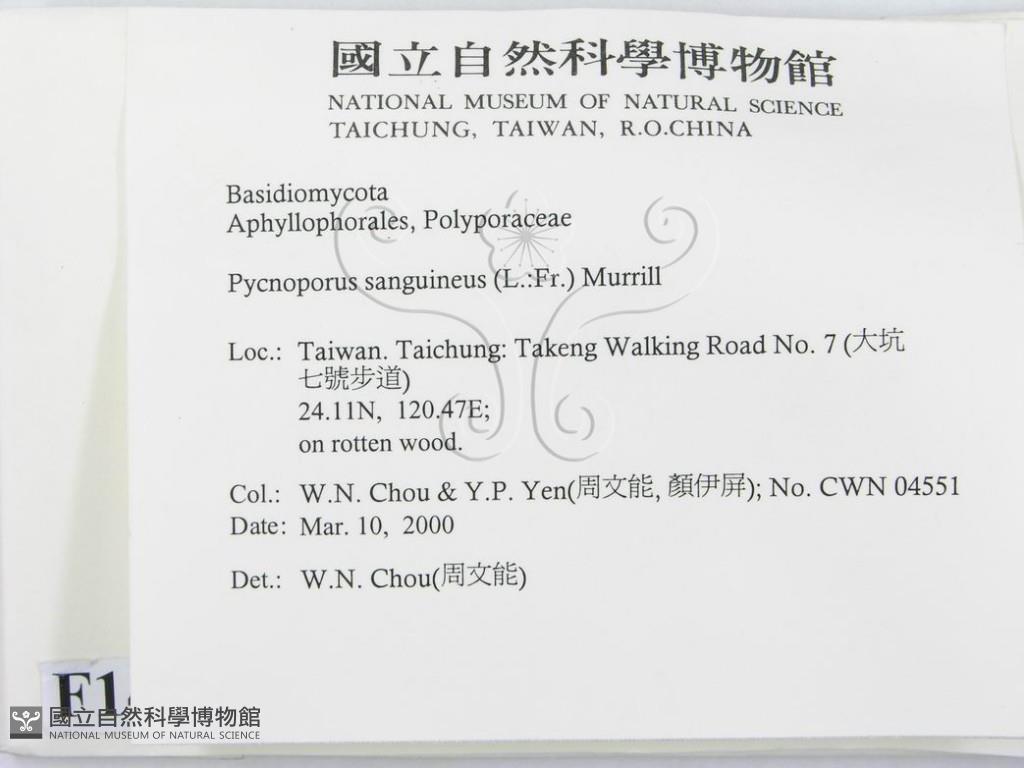 國立自然科學博物館
NATIONAL MUSEUM OF NATURAL SCIENCE
TAICHUNG, TAIWAN, R.O.CHINA
Basidiomycota
Aphyllophorales, Polyporaceae
Pycnoporus sanguineus (L.:Fr.) Murrill
Loc.: Taiwan. Taichung: Takeng Walking Road No. 7 (大坑
七號步道)
24.11N, 120.47E;
on rotten wood.
Col.: W.N. Chou & Y.P. Yen(周文能, 顏伊屏); No. CWN 04551
Date: Mar. 10, 2000
Det.: W.N. Chou(周文能)
國立自然科學博物館
NATIONAL MUSEUM OF NATURAL SCIENCE